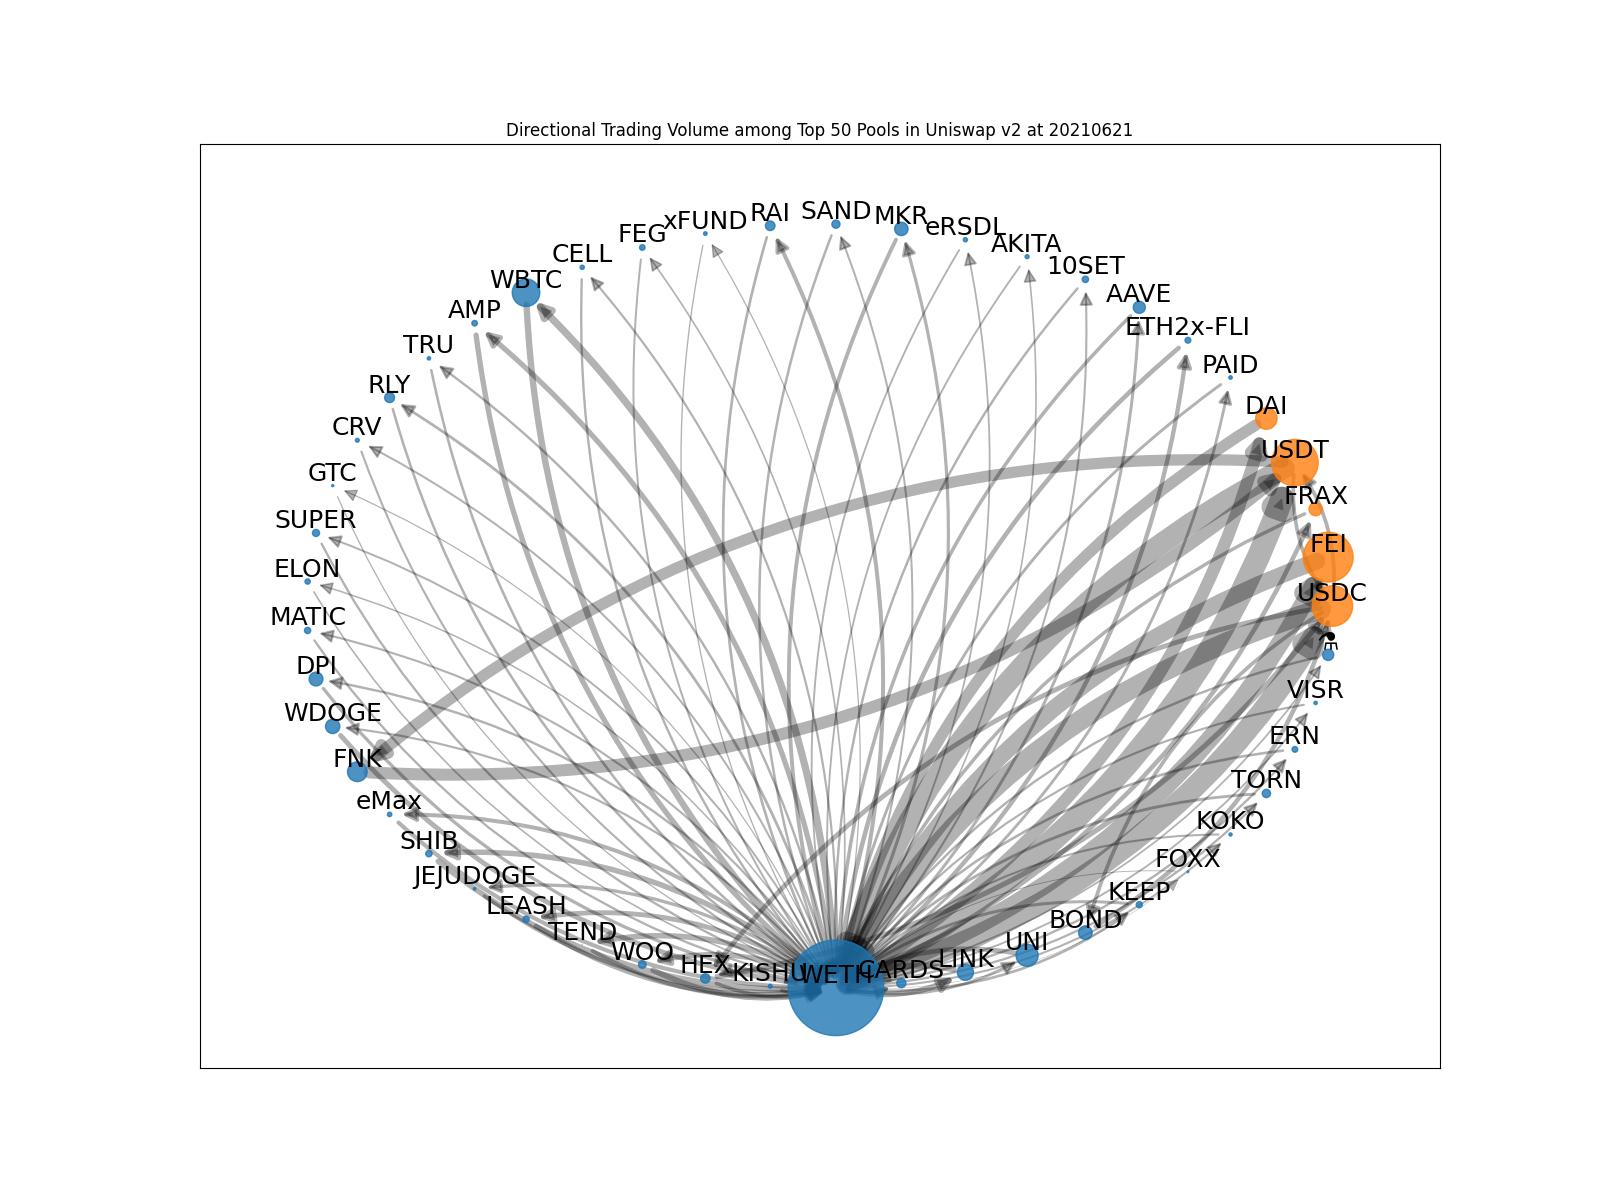 Directional Trading Volume among Top 50 Pools in Uniswap v2 at 20210621
RAI
SAND
MKR
xFUND
eRSDL
FEG
AKITA
CELL
10SET
WBTC
AAVE
AMP
ETH2x-FLI
TRU
PAID
RLY
DAI
CRV
USDT
GTC
FRAX
SUPER
FEI
ELON
USDC
MATIC
DPI
VISR
WDOGE
ERN
FNK
TORN
eMax
KOKO
SHIB
FOXX
JEJUDOGE
KEEP
LEASH
BOND
TEND
UNI
WOO
LINK
HEX
KISHU
WETH
CARDS